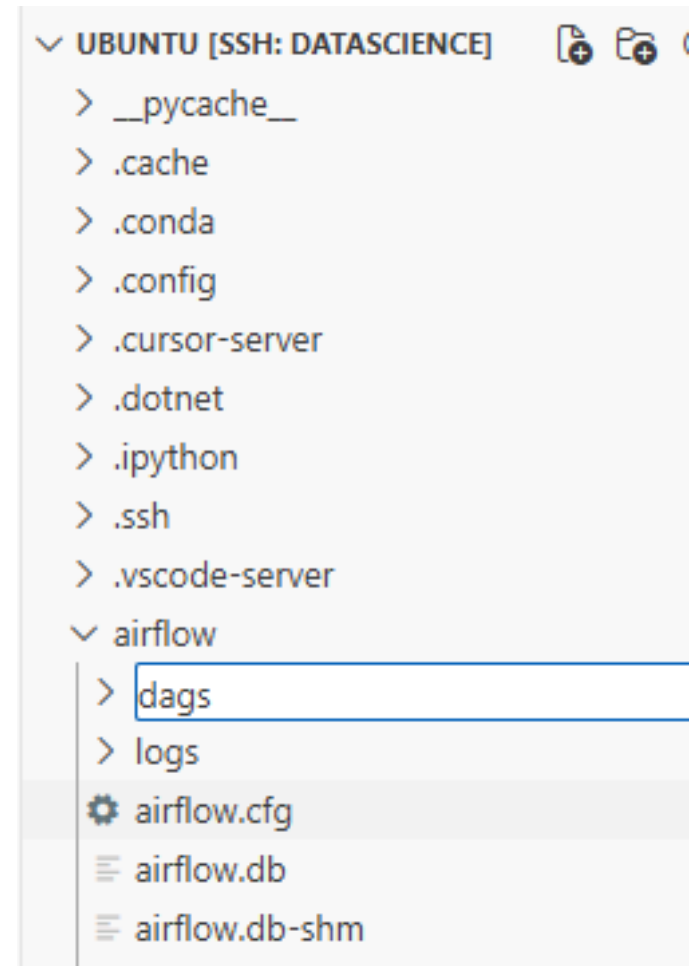 UBUNTU [SSH: DATASCIENCE]
__pycache__
.cache
.conda
.config
.cursor-server
.dotnet
.ipython
.ssh
.vscode-server
airflow
dags
logs
airflow.cfg
airflow.db
airflow.db-shm